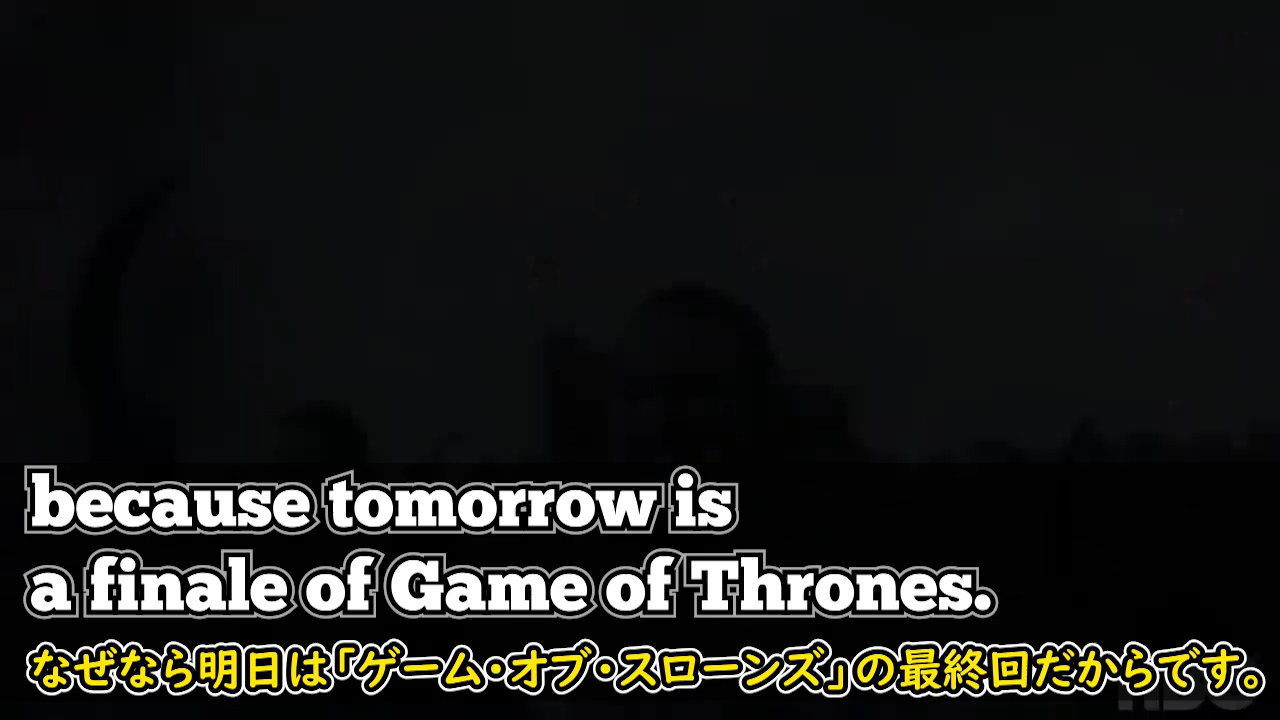 because tomorrow is
a finale of Game of Thrones.
なぜなら明日は「ゲーム・オブ・スローンズ」の最終回だからです。
HBO